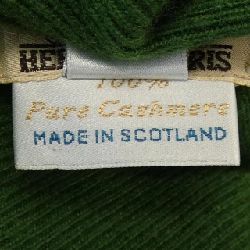 100%
Pure Cashmere
MADE IN SCOTLAND